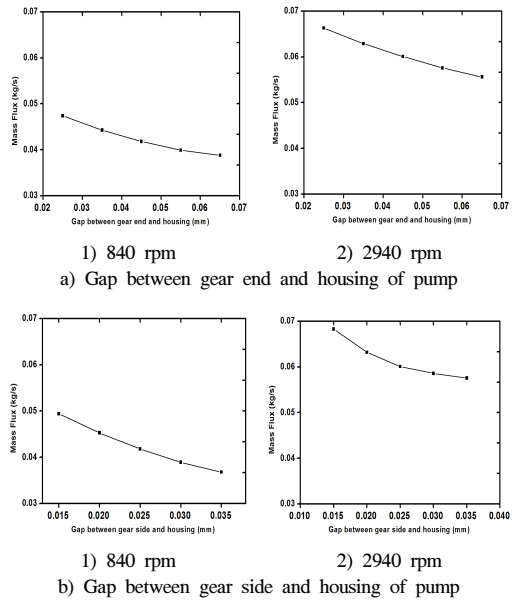 0.07
0.06
0.05
0.04
0.03
Mass Flux (kg/s)
0.02 0.03 0.04 0.05 0.06 0.07
Gap between gear end and housing (mm)
1) 840 rpm
0.07
0.06
0.05
0.04
0.03
Mass Flux (kg/s)
0.02 0.03 0.04 0.05 0.06 0.07
Gap between gear end and housing (mm)
2) 2940 rpm
a) Gap between gear end and housing of pump
0.07
0.06
0.05
0.04
0.03
Mass Flux (kg/s)
0.015 0.020 0.025 0.030 0.035
Gap between gear side and housing (mm)
1) 840 rpm
0.07
0.06
0.05
0.04
0.03
Mass Flux (kg/s)
0.010 0.015 0.020 0.025 0.030 0.035 0.040
Gap between gear side and housing (mm)
2) 2940 rpm
b) Gap between gear side and housing of pump